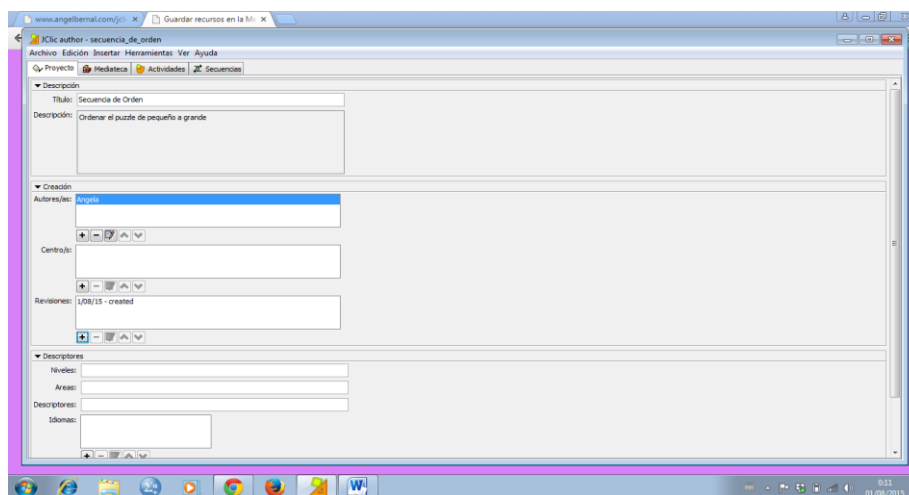 www.angelbernal.com/jcli
Guardar recursos en la Me
JClic author - secuencia_de_orden
Archivo Edición Insertar Herramientas Ver Ayuda
Proyecto Mediateca Actividades Secuencias
Descripción
Título: Secuencia de Orden
Descripción: Ordenar el puzzle de pequeño a grande
Creación
Autores/as: Angela
Centro/s:
Revisiones: 1/08/15 - created
Descriptores
Niveles:
Areas:
Descriptores:
Idiomas:
0:11
01/08/2015